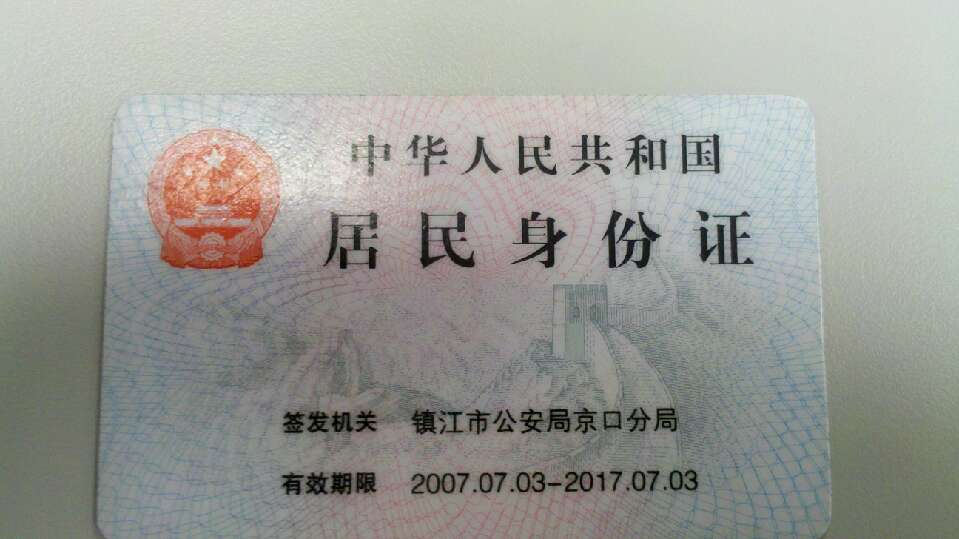 中华人民共和国
居民身份证
签发机关 镇江市公安局京口分局
有效期限 2007.07.03-2017.07.03